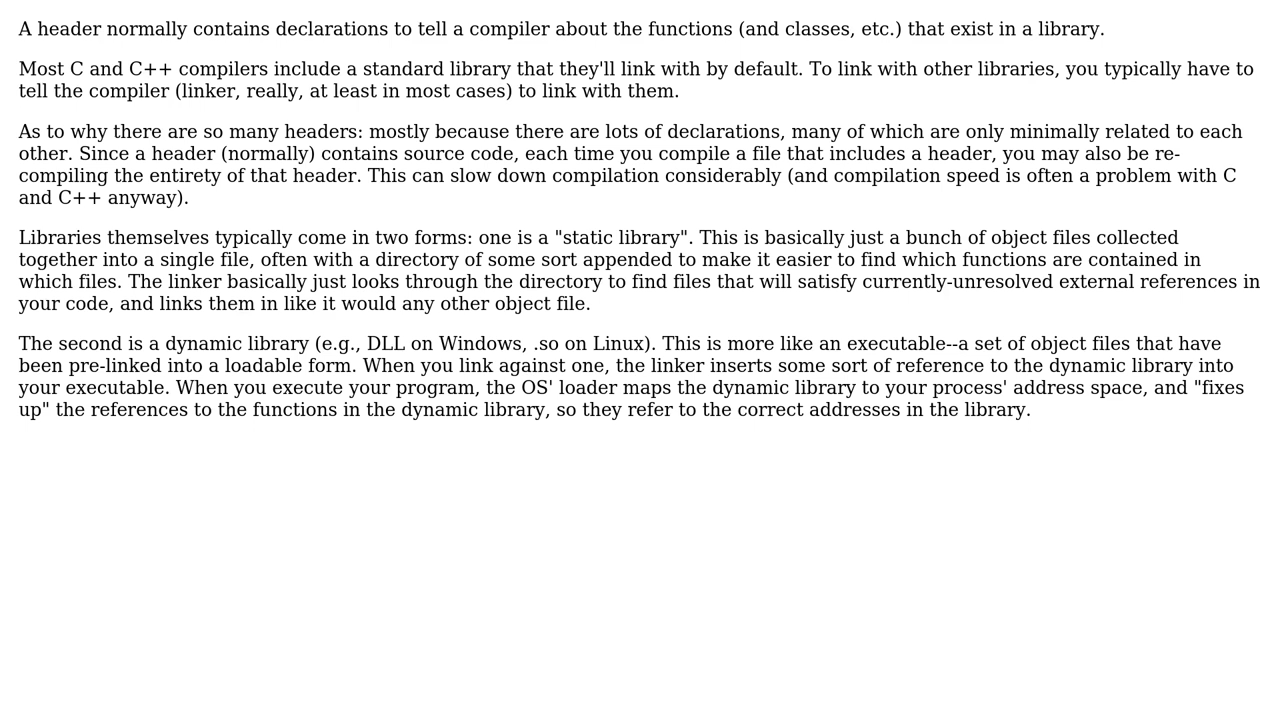 A header normally contains declarations to tell a compiler about the functions (and classes, etc.) that exist in a library.
Most C and C++ compilers include a standard library that they'll link with by default. To link with other libraries, you typically have to
tell the compiler (linker, really, at least in most cases) to link with them.
As to why there are so many headers: mostly because there are lots of declarations, many of which are only minimally related to each
other. Since a header (normally) contains source code, each time you compile a file that includes a header, you may also be re-
compiling the entirety of that header. This can slow down compilation considerably (and compilation speed is often a problem with C
and C++ anyway).
Libraries themselves typically come in two forms: one is a "static library". This is basically just a bunch of object files collected
together into a single file, often with a directory of some sort appended to make it easier to find which functions are contained in
which files. The linker basically just looks through the directory to find files that will satisfy currently-unresolved external references in
your code, and links them in like it would any other object file.
The second is a dynamic library (e.g., DLL on Windows, .so on Linux). This is more like an executable--a set of object files that have
been pre-linked into a loadable form. When you link against one, the linker inserts some sort of reference to the dynamic library into
your executable. When you execute your program, the OS' loader maps the dynamic library to your process' address space, and "fixes
up" the references to the functions in the dynamic library, so they refer to the correct addresses in the library.